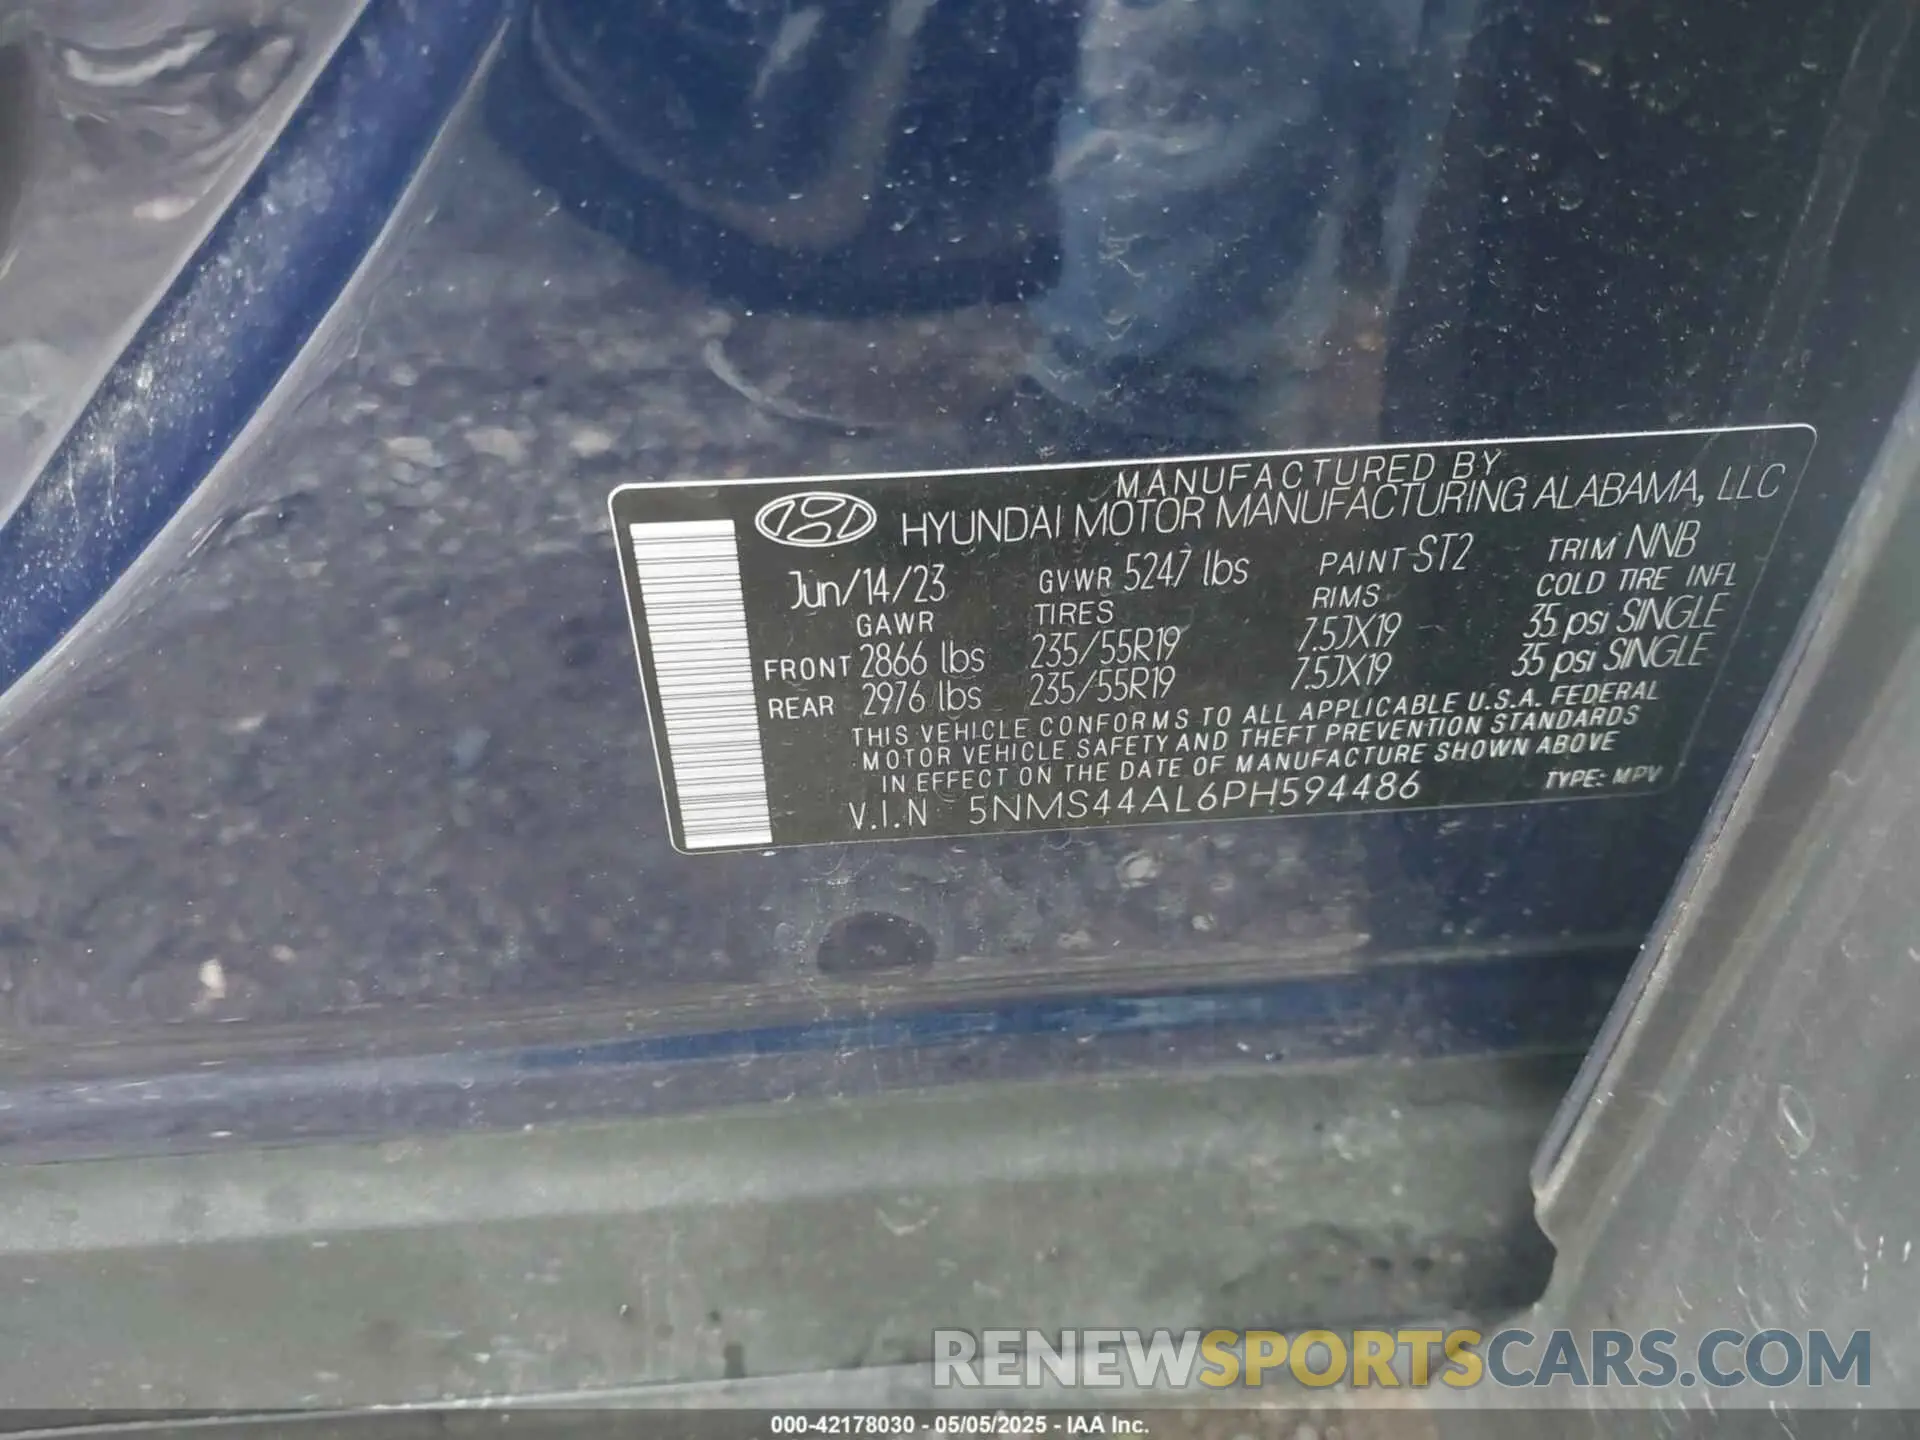 MANUFACTURED BY
HYUNDAI MOTOR MANUFACTURING ALABAMA, LLC
Jun/14/23 GVWR 5247 lbs PAINT ST2 TRIM NNB
GAWR TIRES RIMS COLD TIRE INFL
FRONT 2866 lbs 235/55R19 7.5JX19 35 psi SINGLE
REAR 2976 lbs 235/55R19 7.5JX19 35 psi SINGLE
THIS VEHICLE CONFORMS TO ALL APPLICABLE U.S.A. FEDERAL
MOTOR VEHICLE SAFETY AND THEFT PREVENTION STANDARDS
IN EFFECT ON THE DATE OF MANUFACTURE SHOWN ABOVE
V.I.N 5NMS44AL6PH594486 TYPE: MPV
RENEWSPORTSCARS.COM
000-42178030 - 05/05/2025 - IAA Inc.